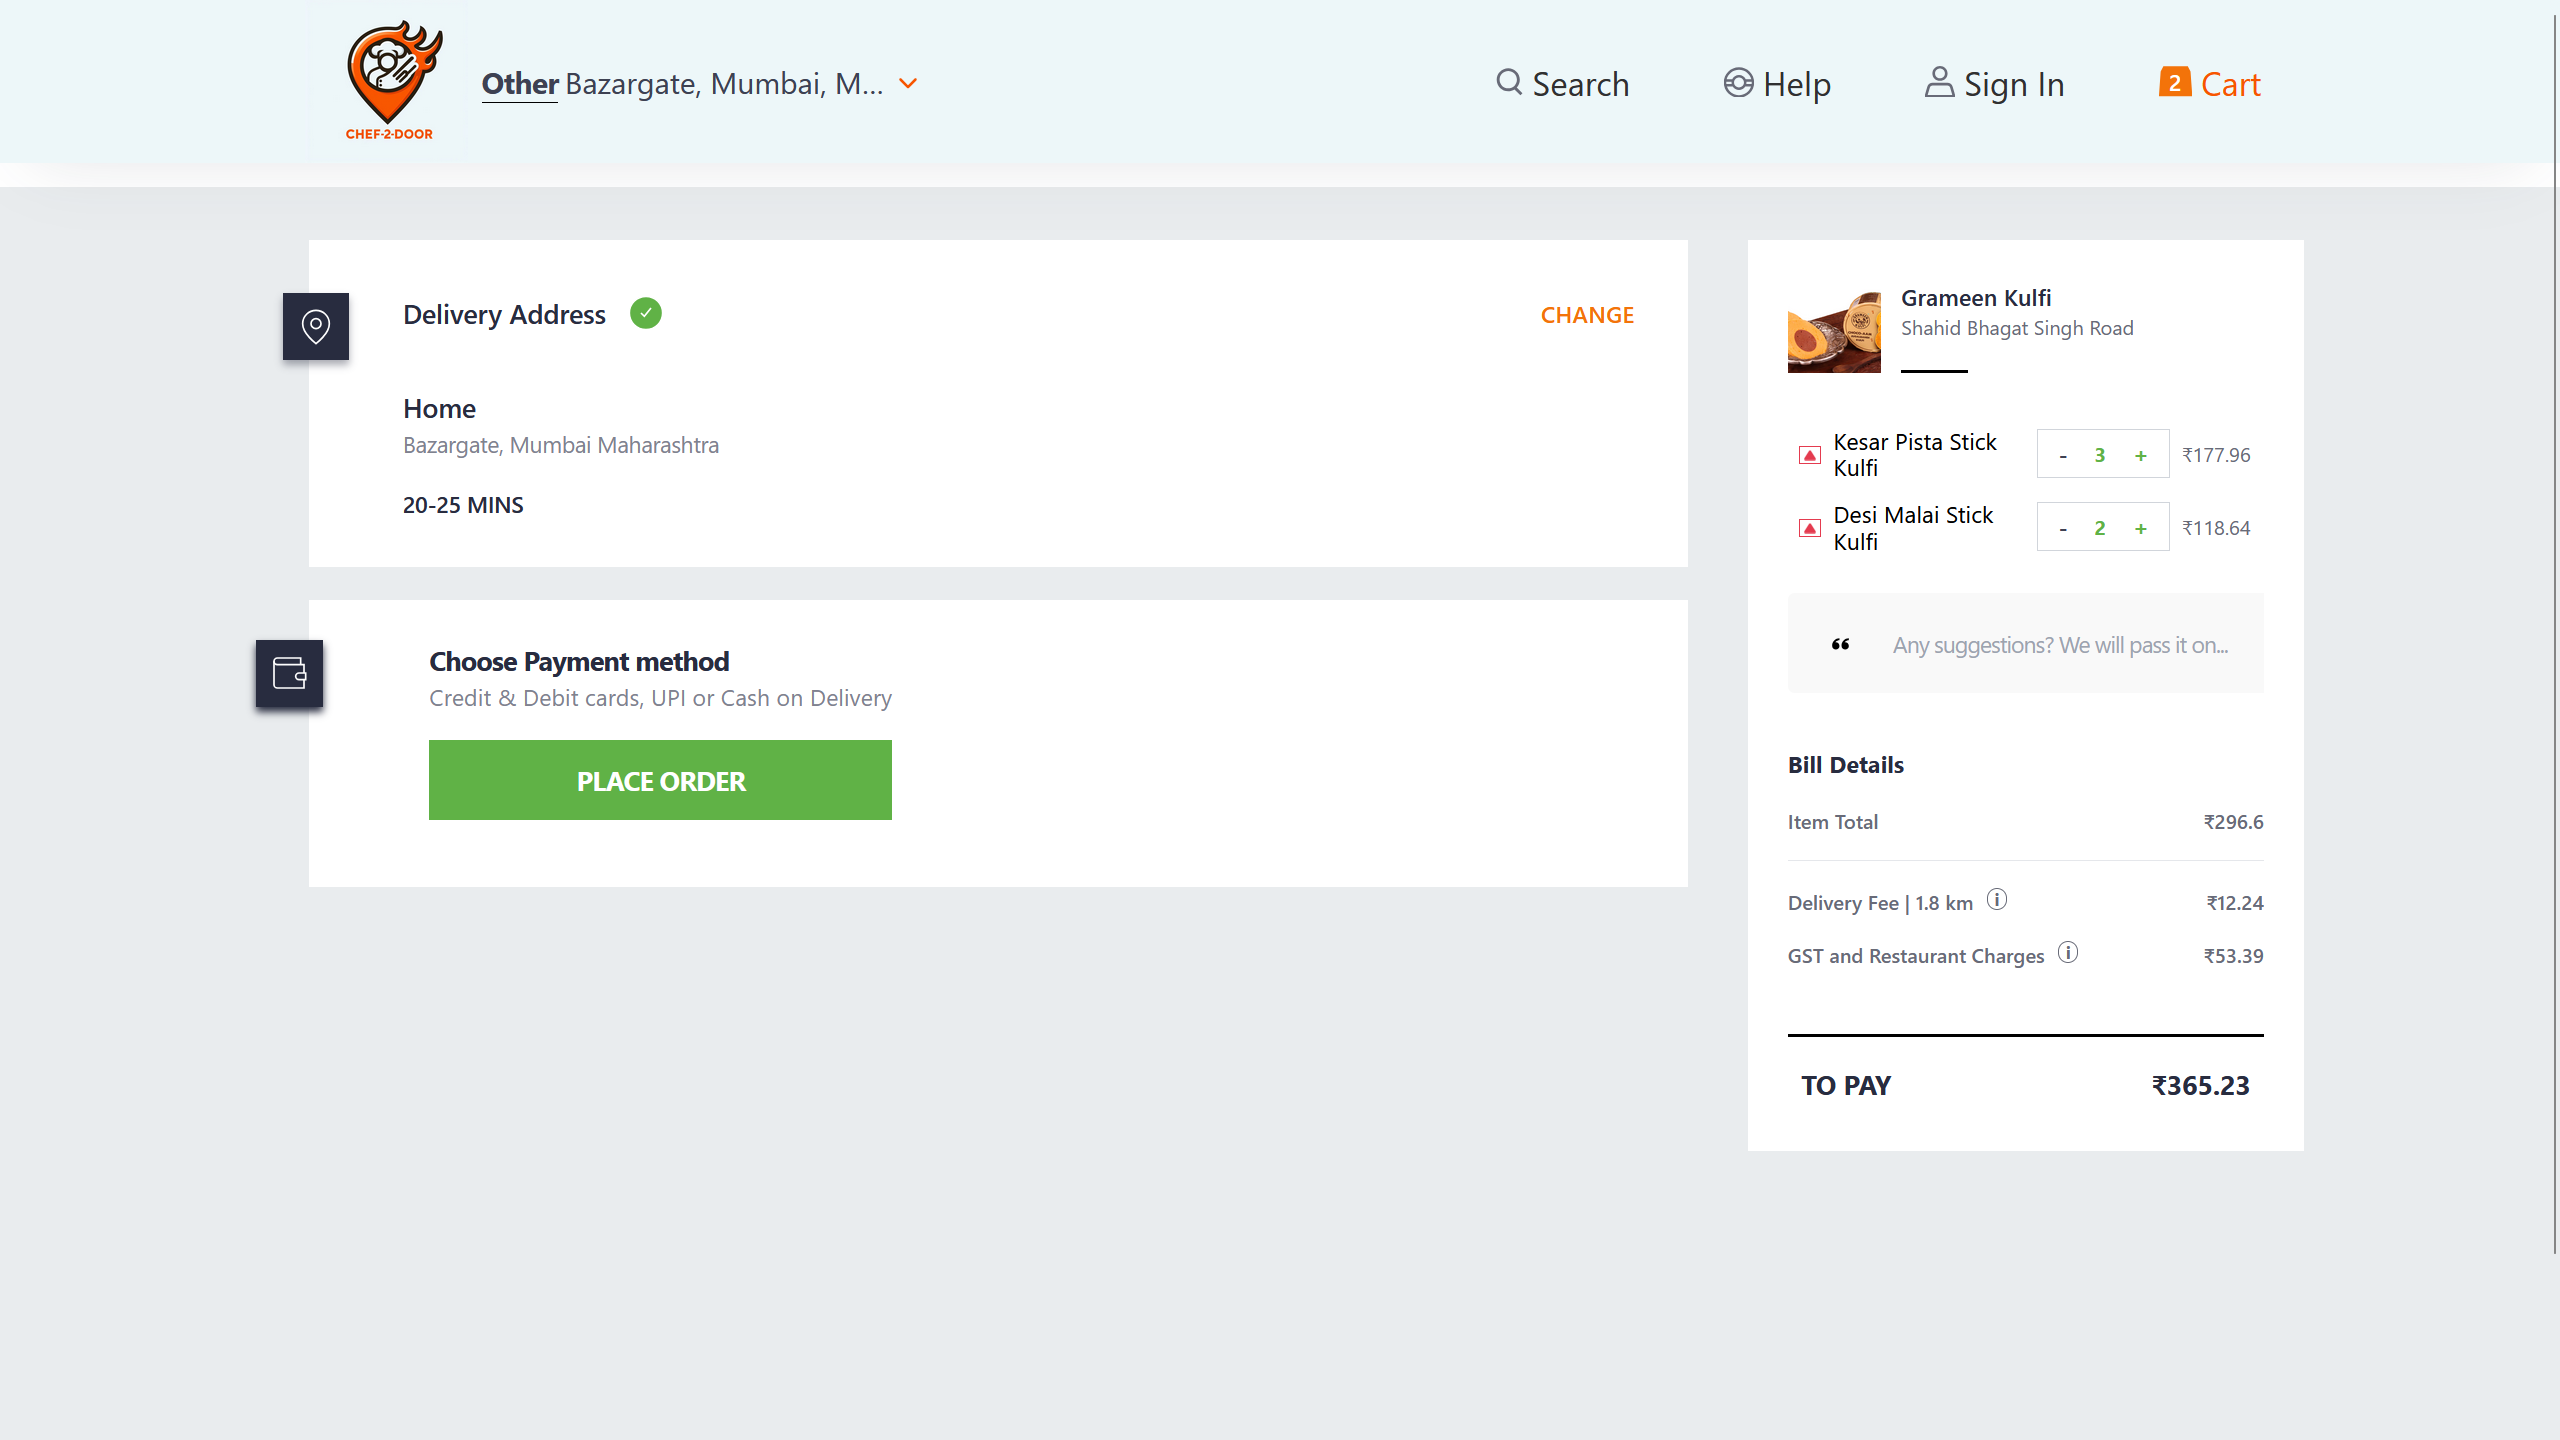 CHEF-2-DOOR
Other Bazargate, Mumbai, M...
Search
Help
Sign In
2 Cart
Delivery Address
CHANGE
Home
Bazargate, Mumbai Maharashtra
20-25 MINS
Choose Payment method
Credit & Debit cards, UPI or Cash on Delivery
PLACE ORDER
Grameen Kulfi
Shahid Bhagat Singh Road
Kesar Pista Stick
Kulfi
- 3 + ₹177.96
Desi Malai Stick
Kulfi
- 2 + ₹118.64
Any suggestions? We will pass it on...
Bill Details
Item Total ₹296.6
Delivery Fee | 1.8 km ₹12.24
GST and Restaurant Charges ₹53.39
TO PAY ₹365.23